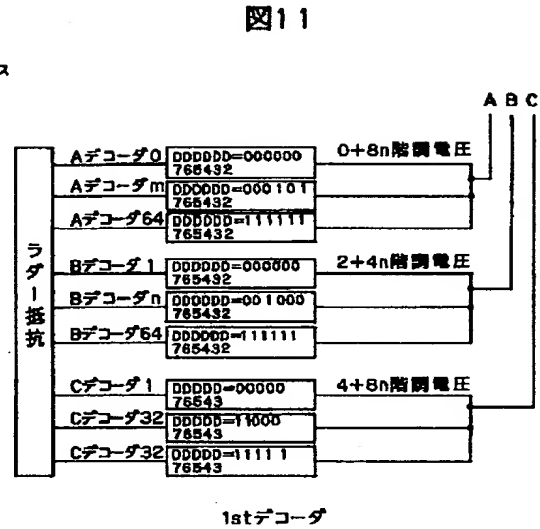 図11
ス
A B C
Aデコーダ0
DDDDDD=000000
765432
0+8n階調電圧
Aデコーダm
DDDDDD=000101
765432
Aデコーダ64
DDDDDD=111111
765432
ラダー抵抗
Bデコーダ1
DDDDDD=000000
765432
2+4n階調電圧
Bデコーダn
DDDDDD=001000
765432
Bデコーダ64
DDDDDD=111111
765432
Cデコーダ1
DDDDD=00000
76543
4+8n階調電圧
Cデコーダ32
DDDDD=11000
76543
Cデコーダ32
DDDDD=11111
76543
1stデコーダ